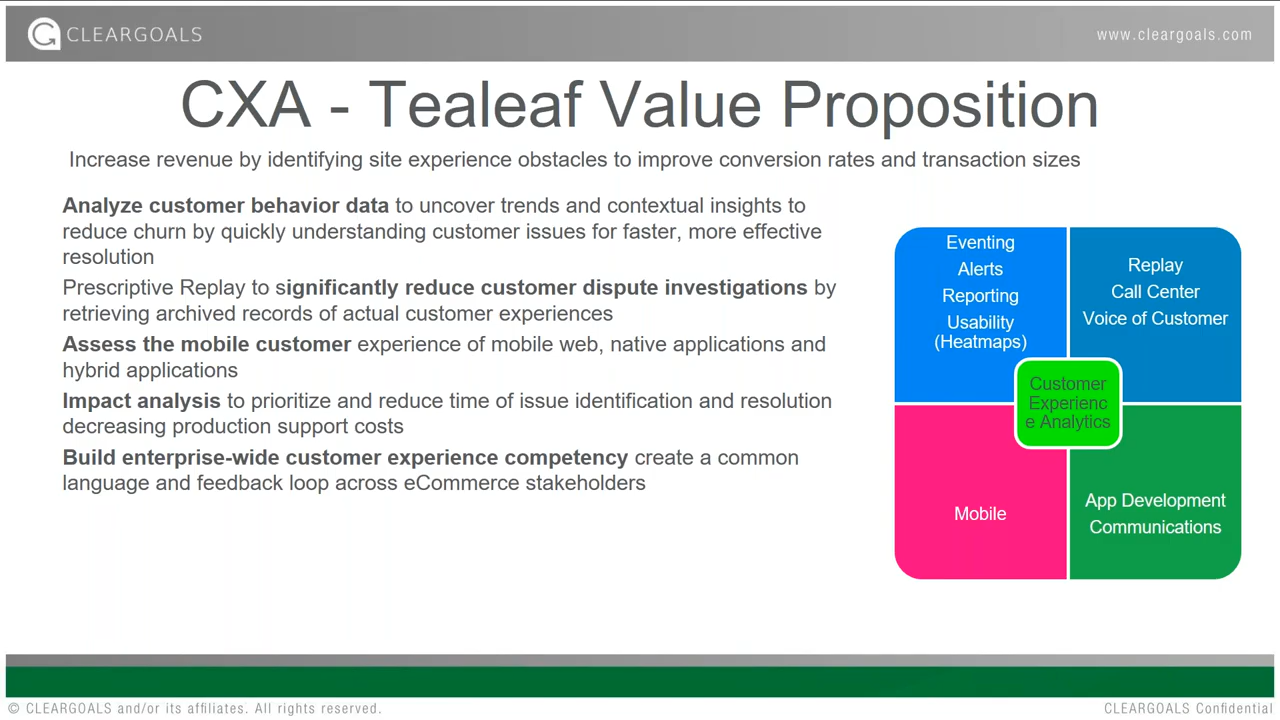 CLEARGOALS
www.cleargoals.com
CXA - Tealeaf Value Proposition
Increase revenue by identifying site experience obstacles to improve conversion rates and transaction sizes
Analyze customer behavior data to uncover trends and contextual insights to
reduce churn by quickly understanding customer issues for faster, more effective
resolution
Prescriptive Replay to significantly reduce customer dispute investigations by
retrieving archived records of actual customer experiences
Assess the mobile customer experience of mobile web, native applications and
hybrid applications
Impact analysis to prioritize and reduce time of issue identification and resolution
decreasing production support costs
Build enterprise-wide customer experience competency create a common
language and feedback loop across eCommerce stakeholders
Eventing
Alerts
Reporting
Usability
(Heatmaps)
Replay
Call Center
Voice of Customer
Customer
Experienc
e Analytics
Mobile
App Development
Communications
© CLEARGOALS and/or its affiliates. All rights reserved.
CLEARGOALS Confidential